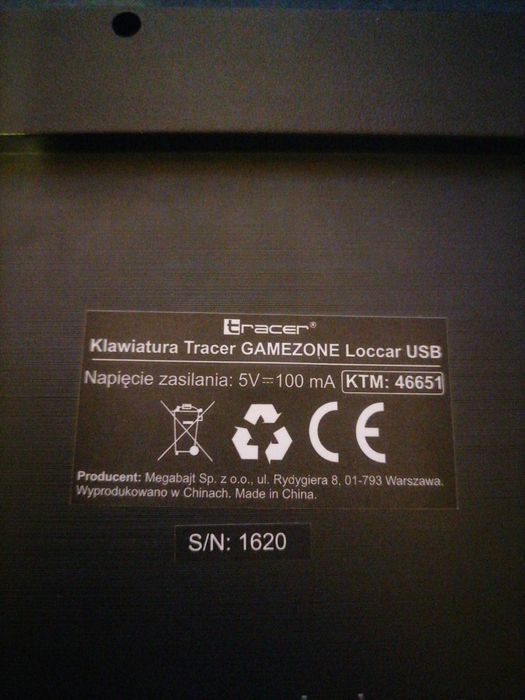 tracer®
Klawiatura Tracer GAMEZONE Loccar USB
Napięcie zasilania: 5V⎓100 mA KTM: 46651
CE
Producent: Megabajt Sp. z o.o., ul. Rydygiera 8, 01-793 Warszawa.
Wyprodukowano w Chinach. Made in China.
S/N: 1620